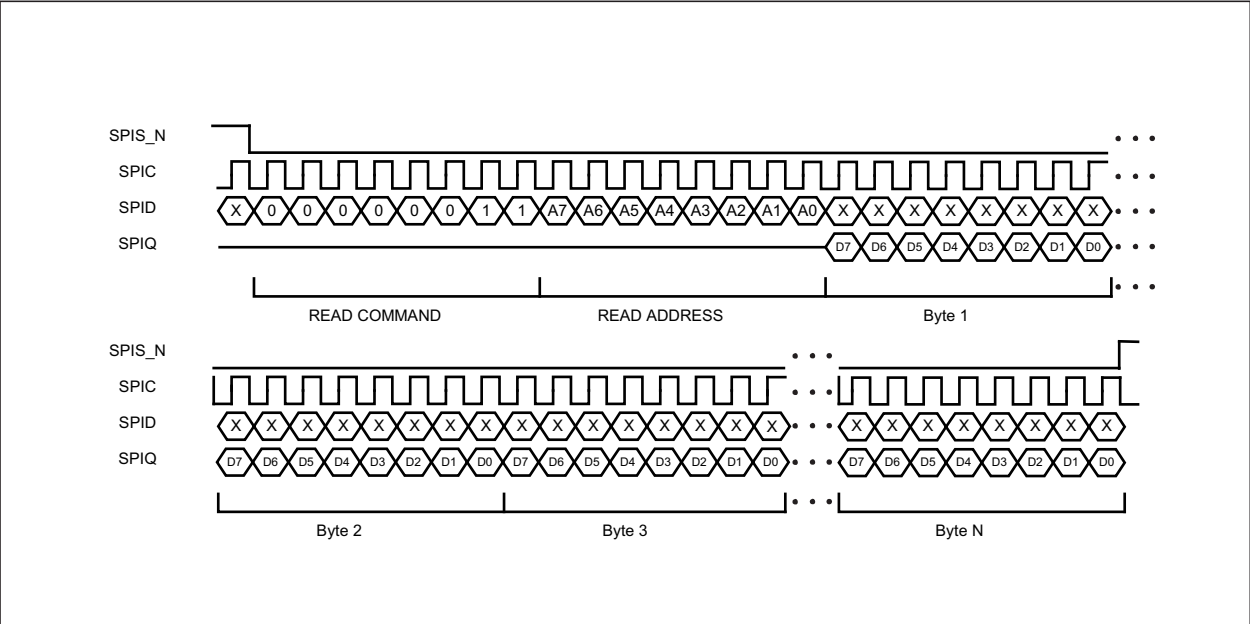 SPIS_N • • •
SPIC • • •
SPID X 0 0 0 0 0 0 1 1 A7 A6 A5 A4 A3 A2 A1 A0 X X X X X X X X • • •
SPIQ D7 D6 D5 D4 D3 D2 D1 D0 • • •
• • •
READ COMMAND READ ADDRESS Byte 1
SPIS_N • • •
SPIC • • •
SPID X X X X X X X X X X X X X X X X • • • X X X X X X X X
SPIQ D7 D6 D5 D4 D3 D2 D1 D0 D7 D6 D5 D4 D3 D2 D1 D0 • • • D7 D6 D5 D4 D3 D2 D1 D0
• • •
Byte 2 Byte 3 Byte N